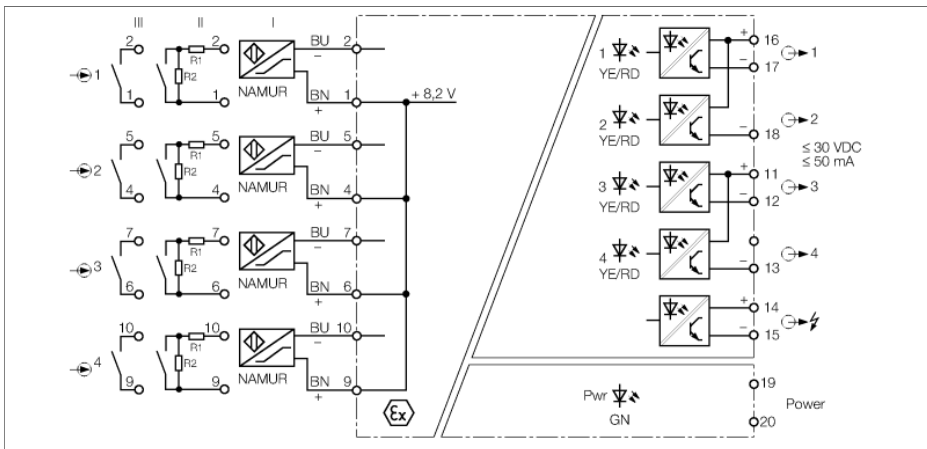 III II I
2 2 BU 2
R1 −
R2
1
1 1 BN 1 + 8,2 V
NAMUR +
5 5 BU 5
R1 −
R2
2
4 4 BN 4
NAMUR +
7 7 BU 7
R1 −
R2
3
6 6 BN 6
NAMUR +
10 10 BU 10
R1 −
R2
4
9 9 BN 9
NAMUR +
Ex
1 + 16 1
YE/RD − 17
2 − 18 2
YE/RD
≤ 30 VDC
≤ 50 mA
3 + 11 3
YE/RD − 12
4 4
YE/RD − 13
+ 14
− 15
Pwr 19
GN Power
20